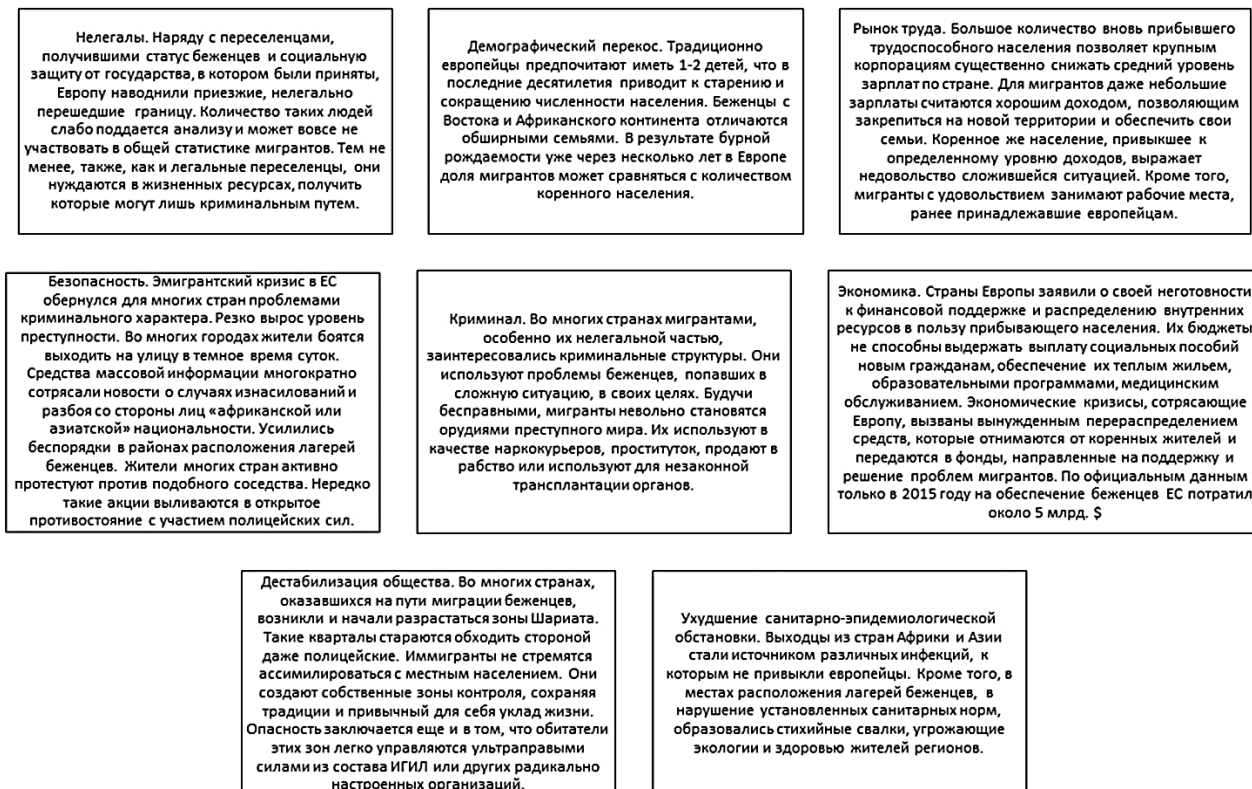 Нелегалы. Наряду с переселенцами,
получившими статус беженцев и социальную
защиту от государства, в котором были приняты,
Европу наводнили приезжие, нелегально
перешедшие границу. Количество таких людей
слабо поддается анализу и может вовсе не
участвовать в общей статистике мигрантов. Тем не
менее, также, как и легальные переселенцы, они
нуждаются в жизненных ресурсах, получить
которые могут лишь криминальным путем.
Демографический перекос. Традиционно
европейцы предпочитают иметь 1-2 детей, что в
последние десятилетия приводит к старению и
сокращению численности населения. Беженцы с
Востока и Африканского континента отличаются
обширными семьями. В результате бурной
рождаемости уже через несколько лет в Европе
доля мигрантов может сравняться с количеством
коренного населения.
Рынок труда. Большое количество вновь прибывшего
трудоспособного населения позволяет крупным
корпорациям существенно снижать средний уровень
зарплат по стране. Для мигрантов даже небольшие
зарплаты считаются хорошим доходом, позволяющим
закрепиться на новой территории и обеспечить свои
семьи. Коренное же население, привыкшее к
определенному уровню доходов, выражает
недовольство сложившейся ситуацией. Кроме того,
мигранты с удовольствием занимают рабочие места,
ранее принадлежавшие европейцам.
Безопасность. Эмигрантский кризис в ЕС
обернулся для многих стран проблемами
криминального характера. Резко вырос уровень
преступности. Во многих городах жители боятся
выходить на улицу в темное время суток.
Средства массовой информации многократно
сотрясали новости о случаях изнасилований и
разбоя со стороны лиц «африканской или
азиатской» национальности. Усилились
беспорядки в районах расположения лагерей
беженцев. Жители многих стран активно
протестуют против подобного соседства. Нередко
такие акции выливаются в открытое
противостояние с участием полицейских сил.
Криминал. Во многих странах мигрантами,
особенно их нелегальной частью,
заинтересовались криминальные структуры. Они
используют проблемы беженцев, попавших в
сложную ситуацию, в своих целях. Будучи
бесправными, мигранты невольно становятся
орудиями преступного мира. Их используют в
качестве наркокурьеров, проституток, продают в
рабство или используют для незаконной
трансплантации органов.
Экономика. Страны Европы заявили о своей неготовности
к финансовой поддержке и распределению внутренних
ресурсов в пользу прибывающего населения. Их бюджеты
не способны выдержать выплату социальных пособий
новым гражданам, обеспечение их теплым жильем,
образовательными программами, медицинским
обслуживанием. Экономические кризисы, сотрясающие
Европу, вызваны вынужденным перераспределением
средств, которые отнимаются от коренных жителей и
передаются в фонды, направленные на поддержку и
решение проблем мигрантов. По официальным данным
только в 2015 году на обеспечение беженцев ЕС потратил
около 5 млрд. $
Дестабилизация общества. Во многих странах,
оказавшихся на пути миграции беженцев,
возникли и начали разрастаться зоны Шариата.
Такие кварталы стараются обходить стороной
даже полицейские. Иммигранты не стремятся
ассимилироваться с местным населением. Они
создают собственные зоны контроля, сохраняя
традиции и привычный для себя уклад жизни.
Опасность заключается еще и в том, что обитатели
этих зон легко управляются ультраправыми
силами из состава ИГИЛ или других радикально
настроенных организаций.
Ухудшение санитарно-эпидемиологической
обстановки. Выходцы из стран Африки и Азии
стали источником различных инфекций, к
которым не привыкли европейцы. Кроме того, в
местах расположения лагерей беженцев, в
нарушение установленных санитарных норм,
образовались стихийные свалки, угрожающие
экологии и здоровью жителей регионов.